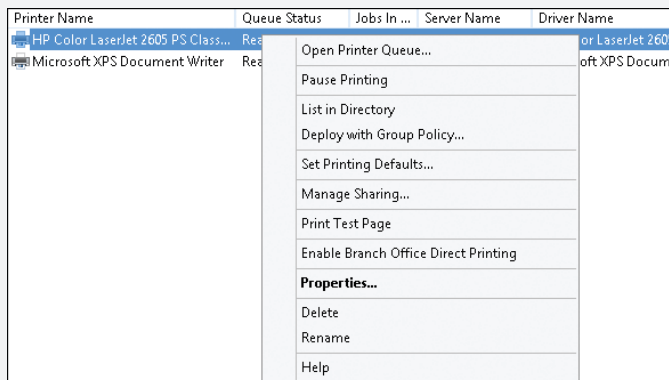 Printer Name Queue Status Jobs In ... Server Name Driver Name
HP Color LaserJet 2605 PS Class... Rea or LaserJet 260
Microsoft XPS Document Writer Rea oft XPS Docum
Open Printer Queue...
Pause Printing
List in Directory
Deploy with Group Policy...
Set Printing Defaults...
Manage Sharing...
Print Test Page
Enable Branch Office Direct Printing
Properties...
Delete
Rename
Help